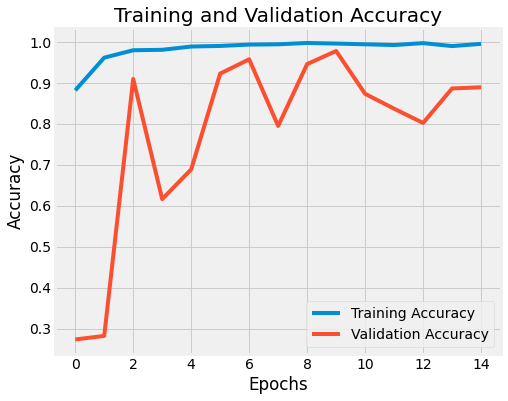 Training and Validation Accuracy
1.0
0.9
0.8
0.7
0.6
0.5
0.4
0.3
Accuracy
Training Accuracy
Validation Accuracy
0 2 4 6 8 10 12 14
Epochs